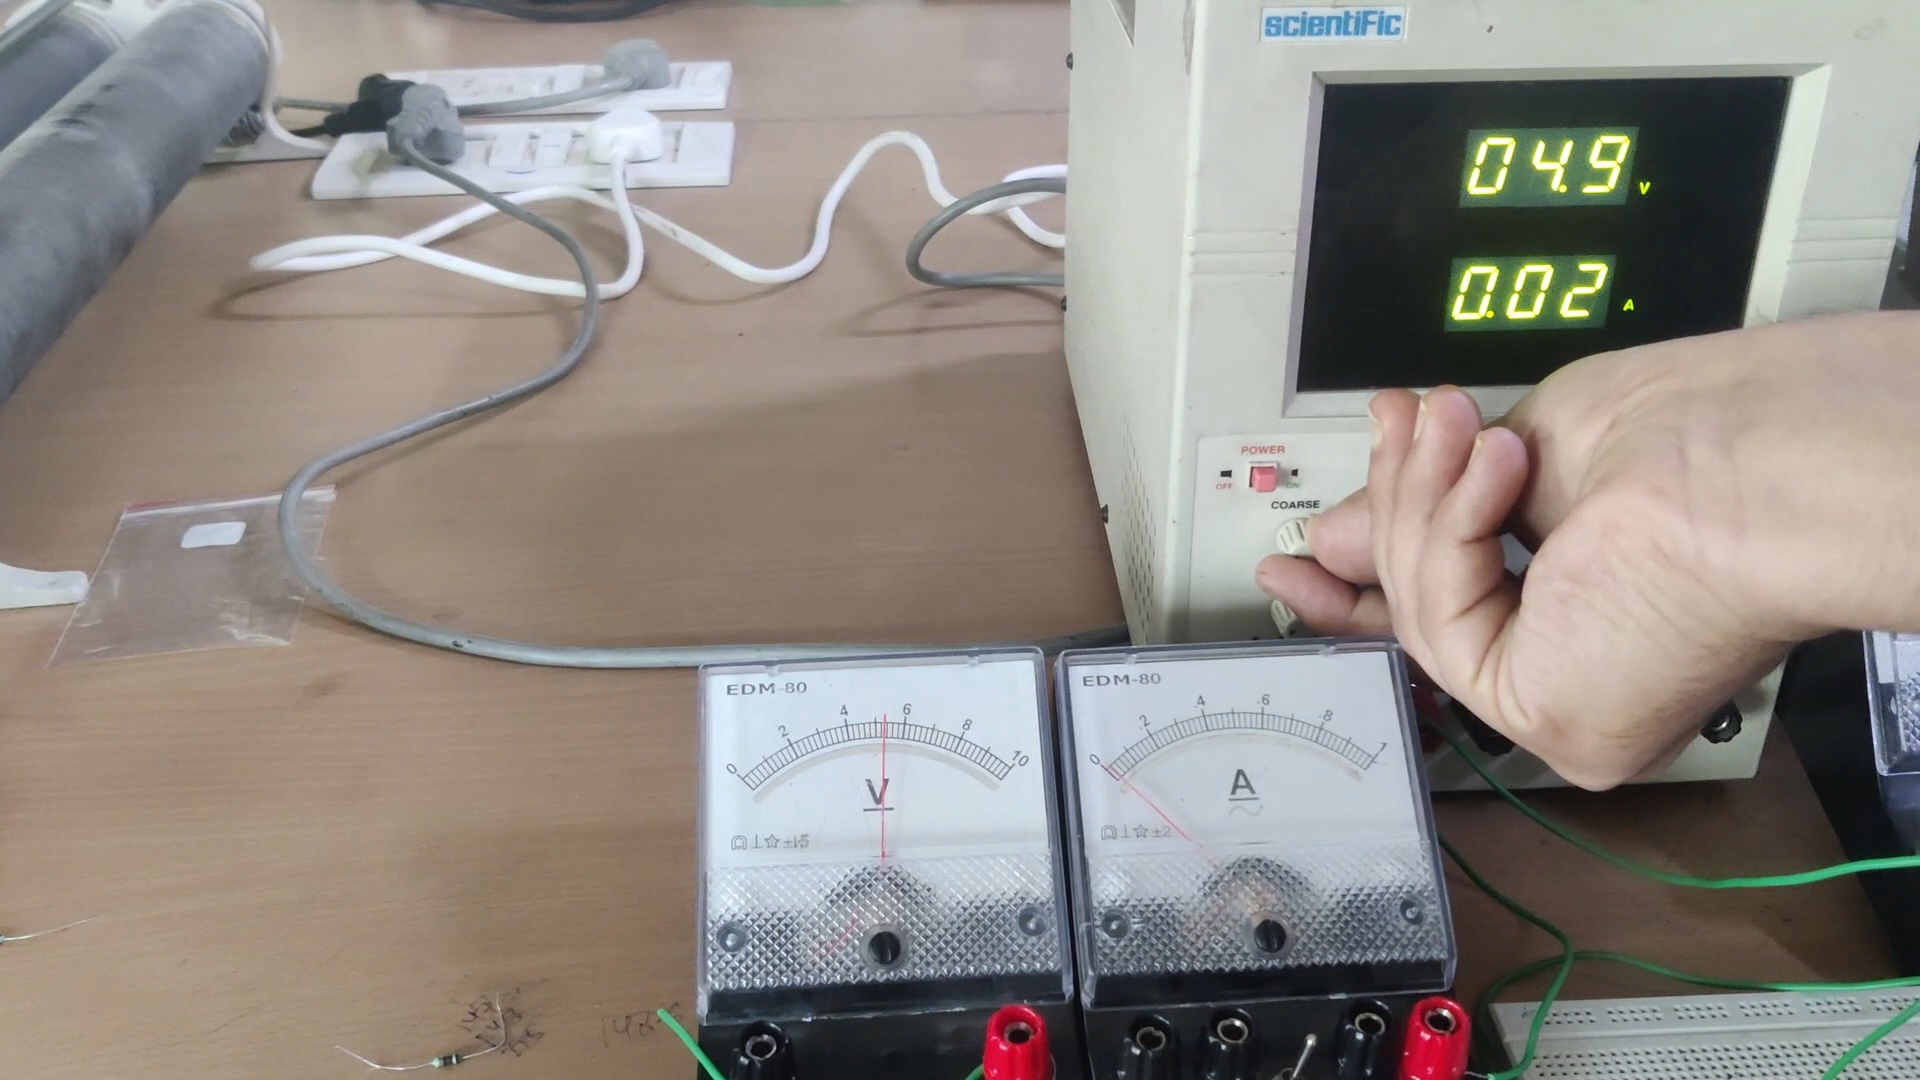 scientific
04.9 V
0.02 A
POWER
OFF ON
COARSE
EDM-80
0 2 4 6 8 10
V
±1.5
EDM-80
0 .2 .4 .6 .8 1
A
±2